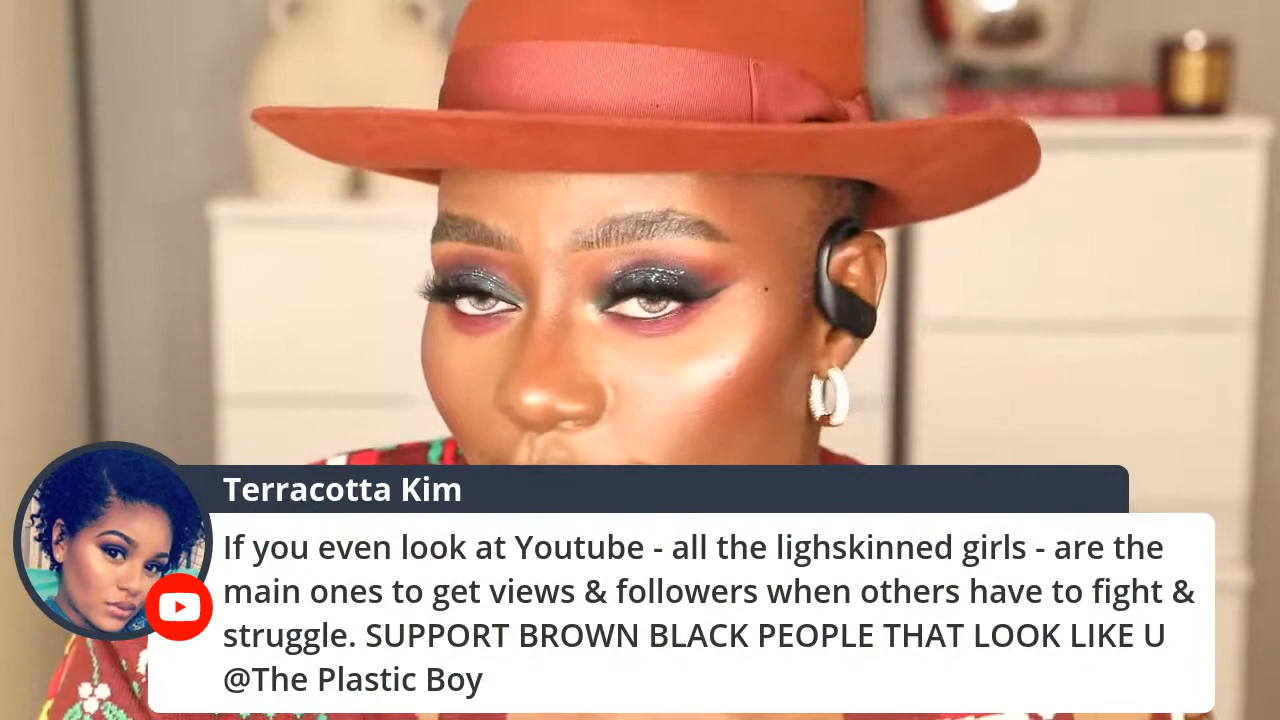 Terracotta Kim
If you even look at Youtube - all the lighskinned girls - are the
main ones to get views & followers when others have to fight &
struggle. SUPPORT BROWN BLACK PEOPLE THAT LOOK LIKE U
@The Plastic Boy